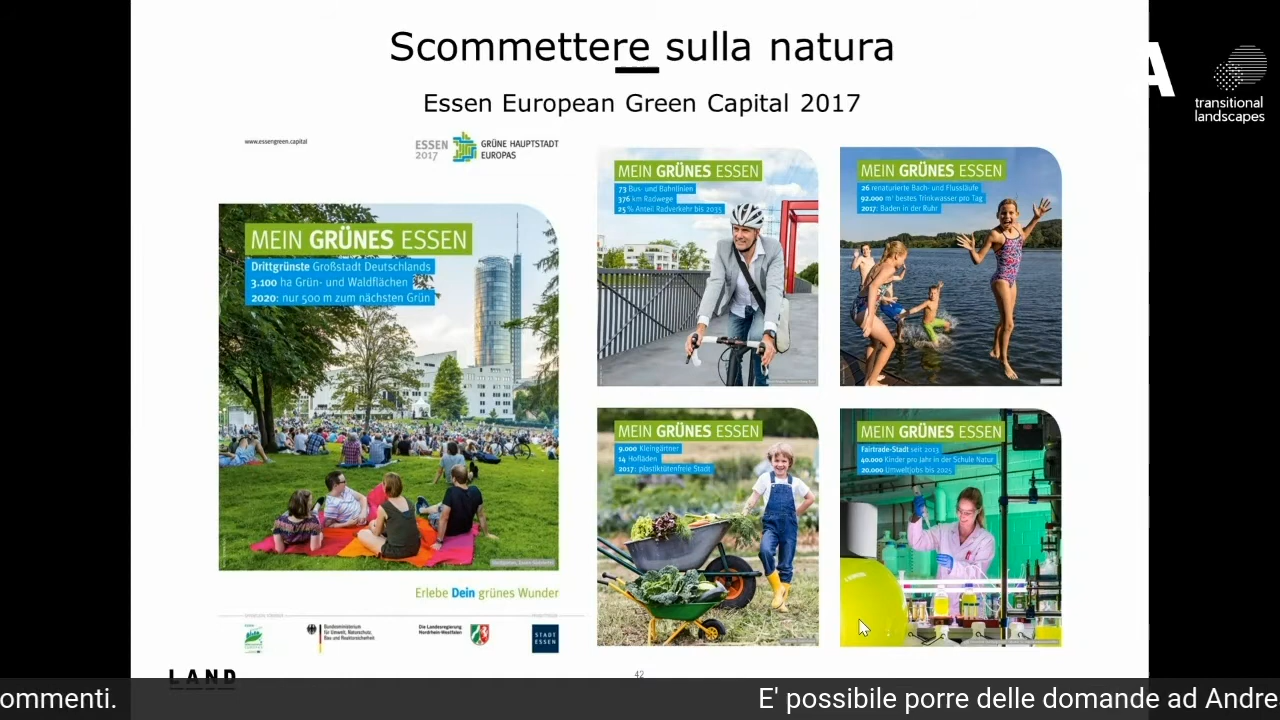 Scommettere sulla natura
Essen European Green Capital 2017
www.essengreen.capital
ESSEN
2017
GRÜNE HAUPTSTADT
EUROPAS
MEIN GRÜNES ESSEN
Drittgrünste Großstadt Deutschlands
3.100 ha Grün- und Waldflächen
2020: nur 500 m zum nächsten Grün
Erlebe Dein grünes Wunder
Bundesministerium
für Umwelt, Naturschutz,
Bau und Reaktorsicherheit
Die Landesregierung
Nordrhein-Westfalen
STADT
ESSEN
MEIN GRÜNES ESSEN
73 Bus- und Bahnlinien
376 km Radwege
25 % Anteil Radverkehr bis 2035
MEIN GRÜNES ESSEN
26 renaturierte Bach- und Flussläufe
92.000 m³ bestes Trinkwasser pro Tag
2017: Baden in der Ruhr
MEIN GRÜNES ESSEN
9.000 Kleingärtner
14 Hofläden
2017: plastiktütenfreie Stadt
MEIN GRÜNES ESSEN
Fairtrade-Stadt seit 2013
40.000 Kinder pro Jahr in der Schule Natur
20.000 Umweltjobs bis 2025
A
transitional
landscapes
LAND
42
ommenti.
E' possibile porre delle domande ad Andre